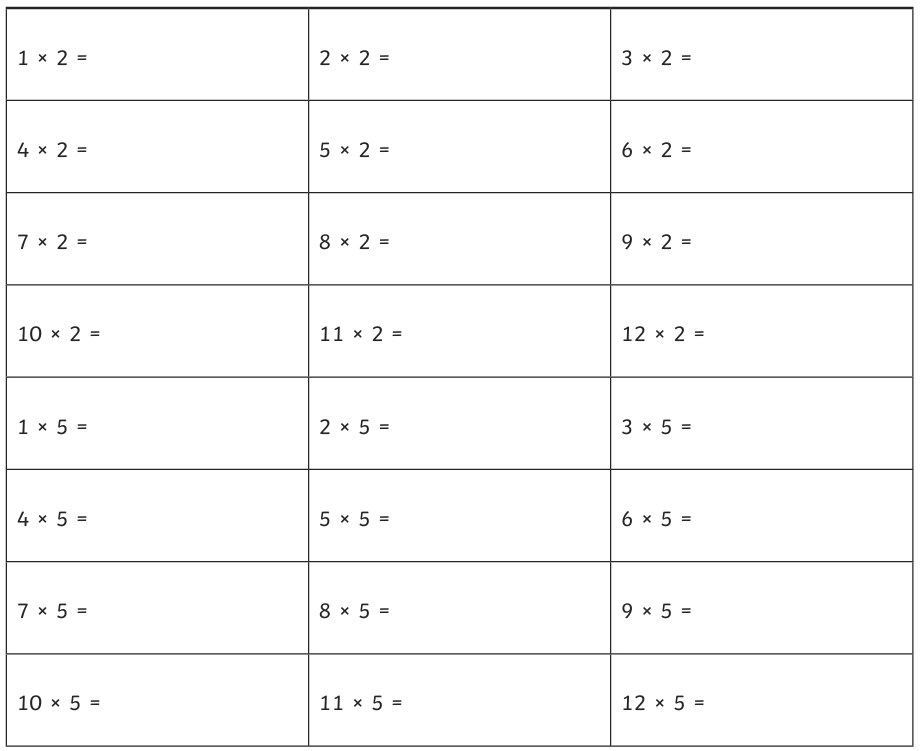 1 × 2 =
2 × 2 =
3 × 2 =
4 × 2 =
5 × 2 =
6 × 2 =
7 × 2 =
8 × 2 =
9 × 2 =
10 × 2 =
11 × 2 =
12 × 2 =
1 × 5 =
2 × 5 =
3 × 5 =
4 × 5 =
5 × 5 =
6 × 5 =
7 × 5 =
8 × 5 =
9 × 5 =
10 × 5 =
11 × 5 =
12 × 5 =